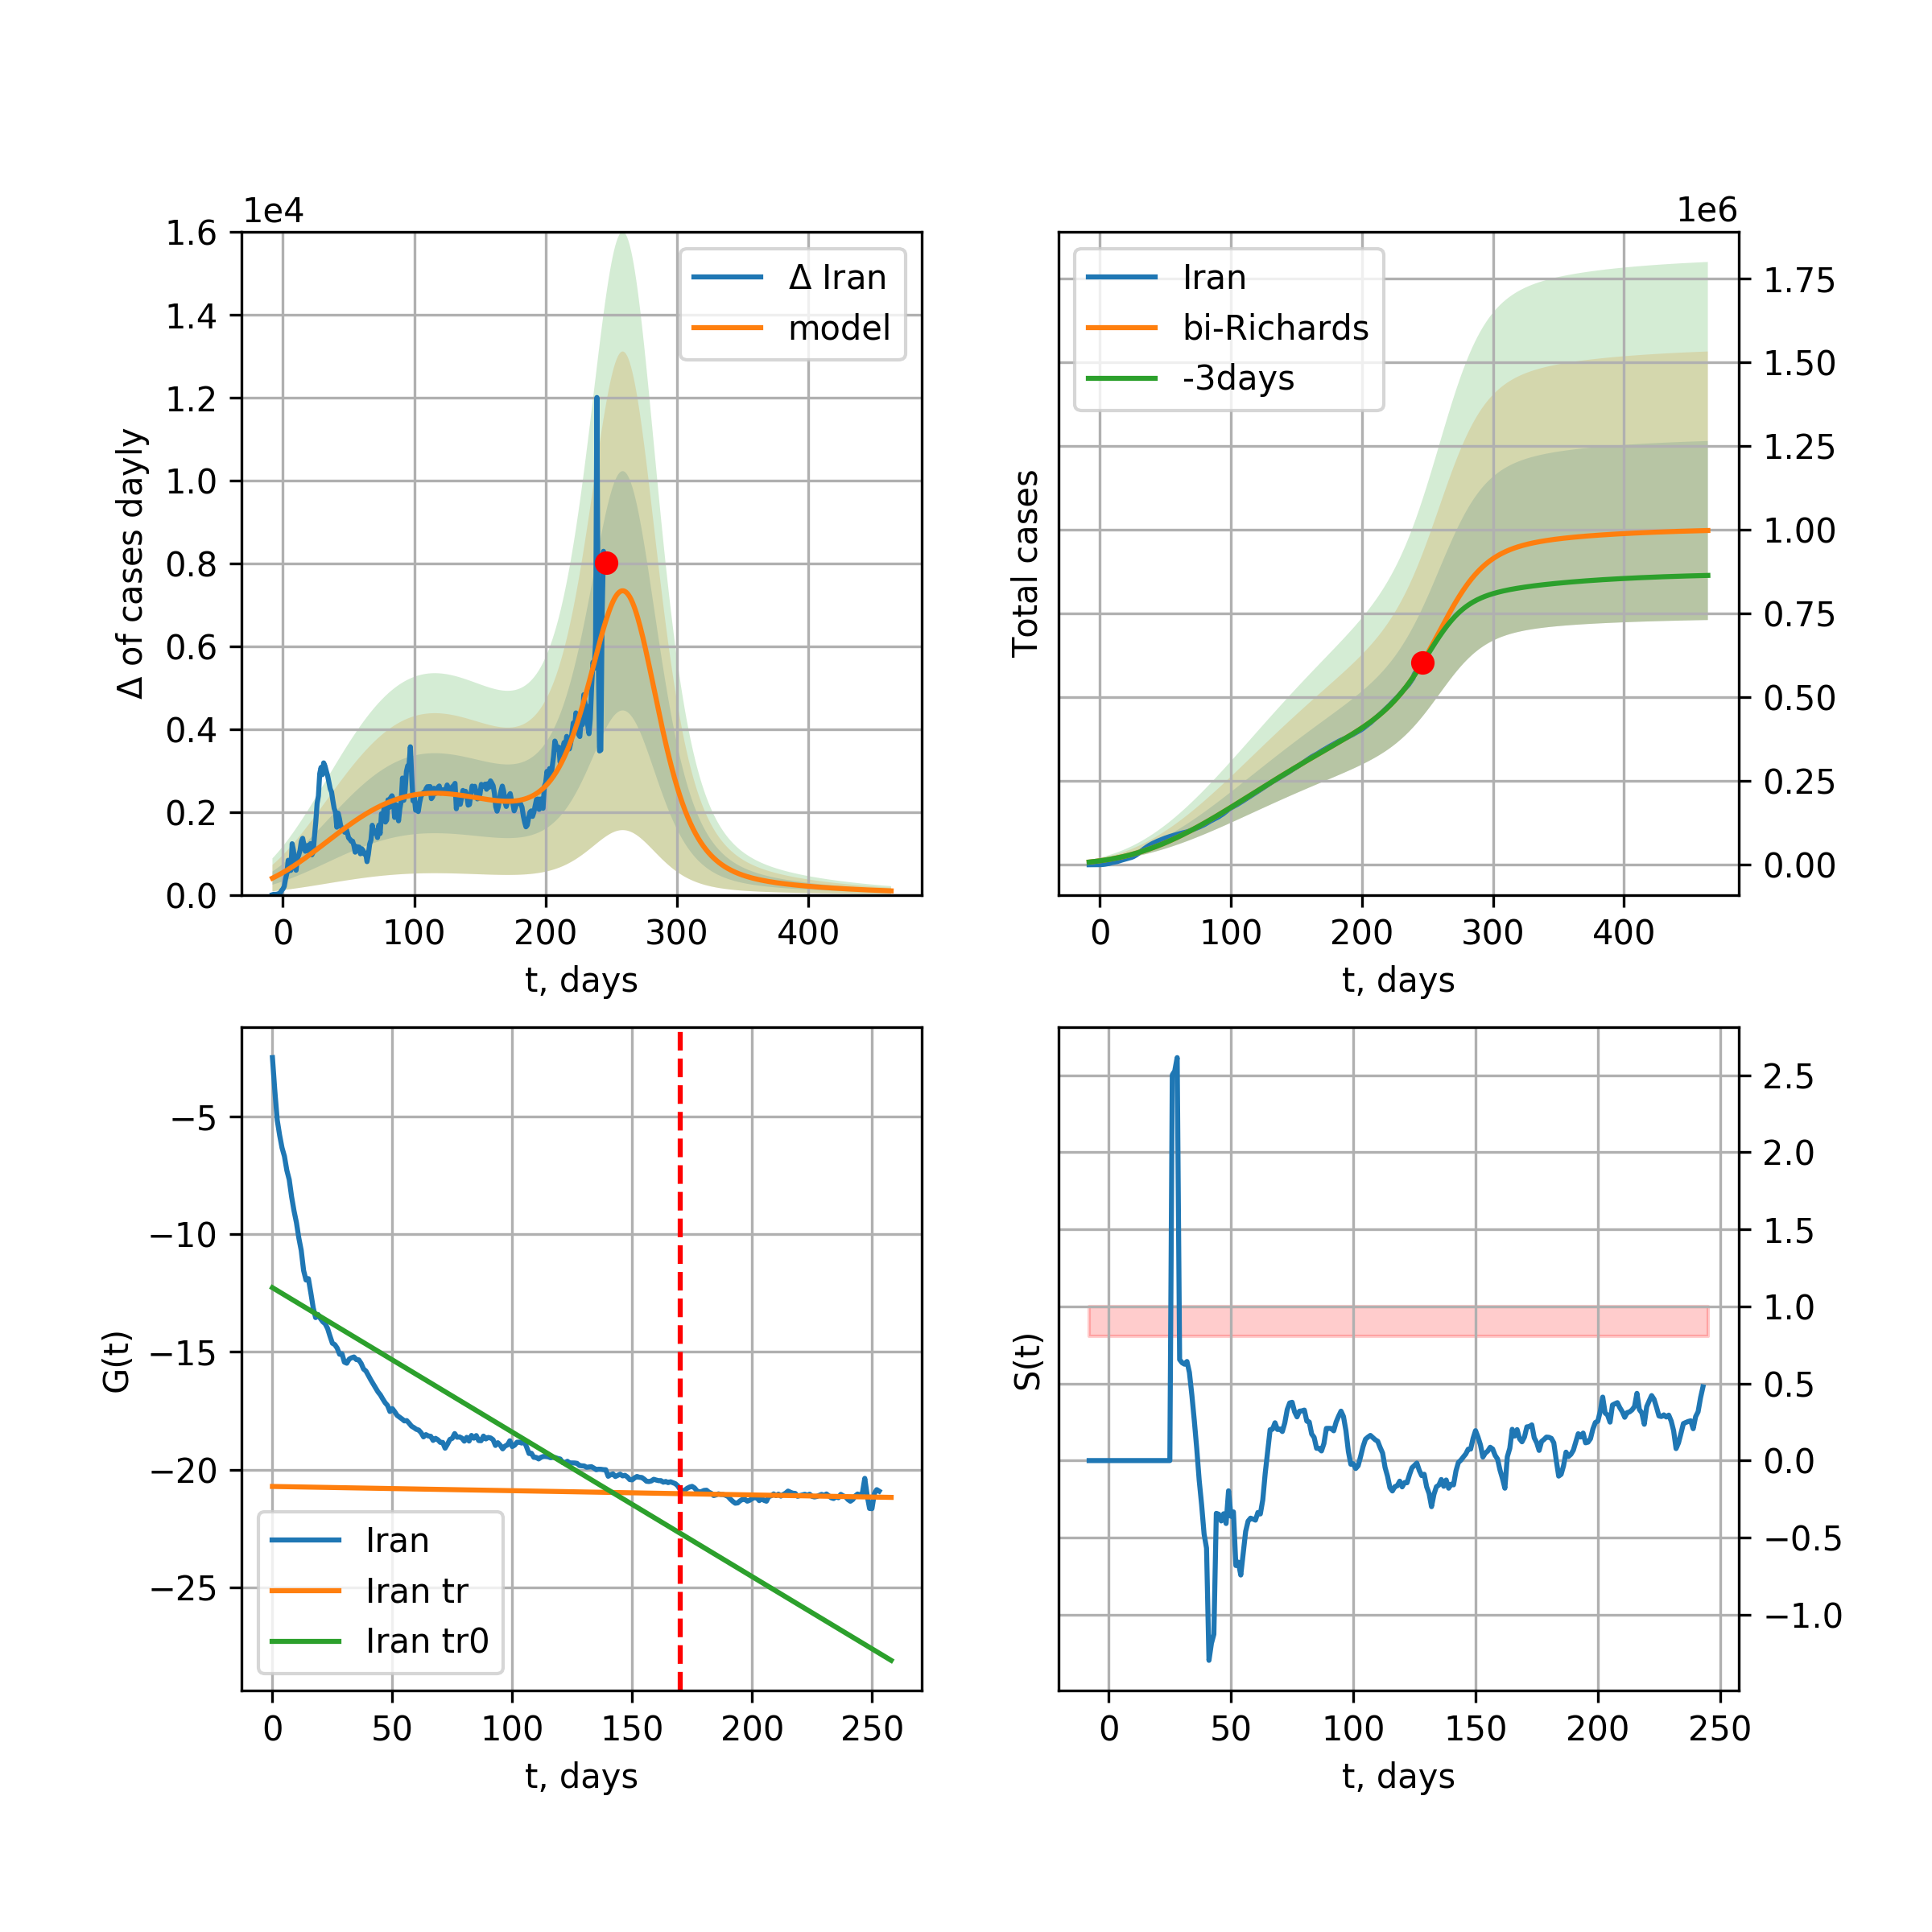 1e4
1.6
1.4
1.2
1.0
0.8
0.6
0.4
0.2
0.0
Δ of cases dayly
Δ Iran
model
0 100 200 300 400
t, days
1e6
Iran
bi-Richards
-3days
Total cases
1.75
1.50
1.25
1.00
0.75
0.50
0.25
0.00
0 100 200 300 400
t, days
−5
−10
−15
−20
−25
G(t)
Iran
Iran tr
Iran tr0
0 50 100 150 200 250
t, days
S(t)
2.5
2.0
1.5
1.0
0.5
0.0
−0.5
−1.0
0 50 100 150 200 250
t, days